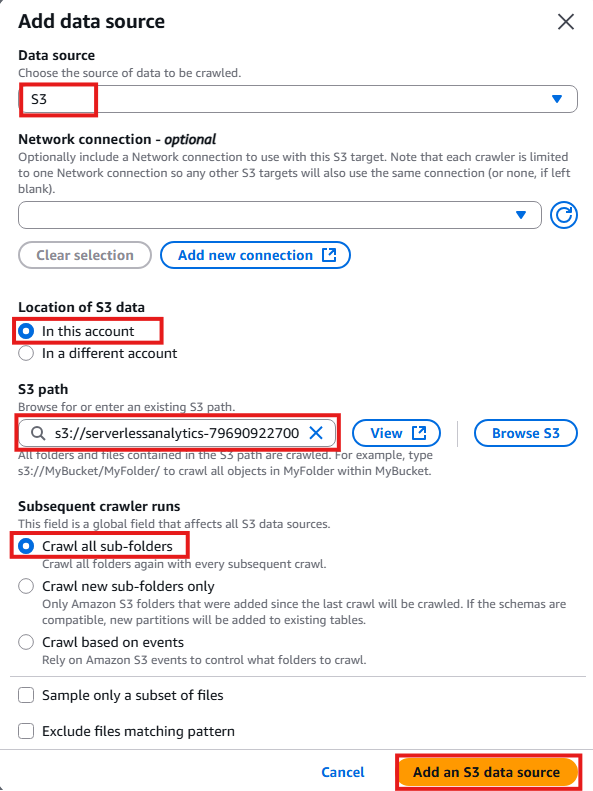 Add data source
Data source
Choose the source of data to be crawled.
S3
Network connection - optional
Optionally include a Network connection to use with this S3 target. Note that each crawler is limited
to one Network connection so any other S3 targets will also use the same connection (or none, if left
blank).
Clear selection
Add new connection
Location of S3 data
In this account
In a different account
S3 path
Browse for or enter an existing S3 path.
s3://serverlessanalytics-79690922700
View
Browse S3
All folders and files contained in the S3 path are crawled. For example, type
s3://MyBucket/MyFolder/ to crawl all objects in MyFolder within MyBucket.
Subsequent crawler runs
This field is a global field that affects all S3 data sources.
Crawl all sub-folders
Crawl all folders again with every subsequent crawl.
Crawl new sub-folders only
Only Amazon S3 folders that were added since the last crawl will be crawled. If the schemas are
compatible, new partitions will be added to existing tables.
Crawl based on events
Rely on Amazon S3 events to control what folders to crawl.
Sample only a subset of files
Exclude files matching pattern
Cancel
Add an S3 data source